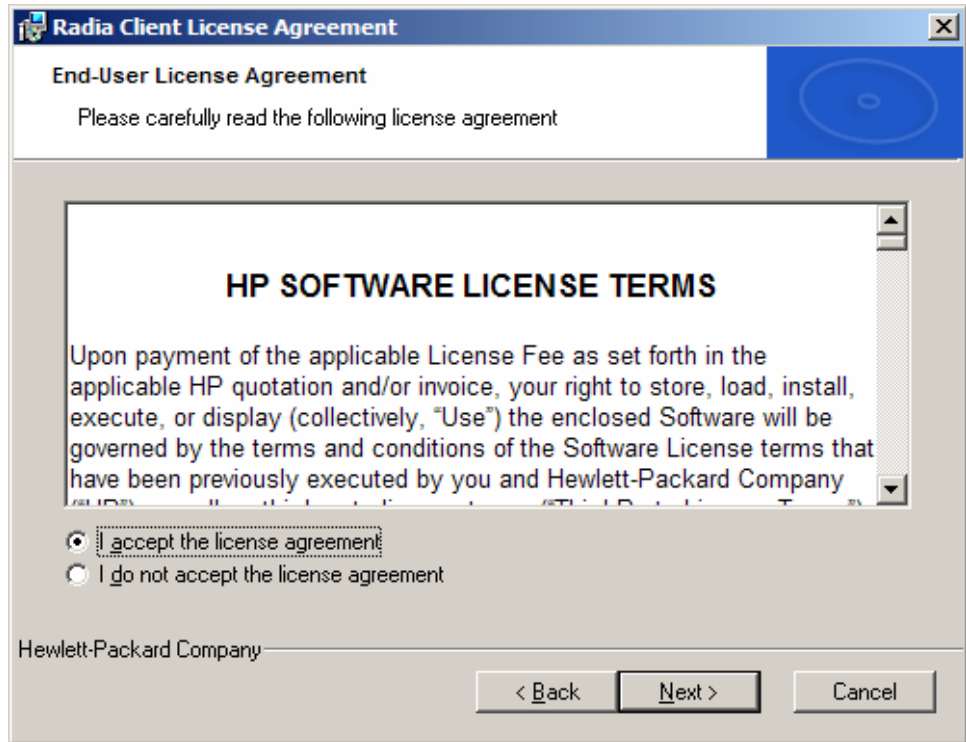 Radia Client License Agreement
End-User License Agreement
Please carefully read the following license agreement
HP SOFTWARE LICENSE TERMS
Upon payment of the applicable License Fee as set forth in the
applicable HP quotation and/or invoice, your right to store, load, install,
execute, or display (collectively, “Use”) the enclosed Software will be
governed by the terms and conditions of the Software License terms that
have been previously executed by you and Hewlett-Packard Company
I accept the license agreement
I do not accept the license agreement
Hewlett-Packard Company
< Back Next > Cancel